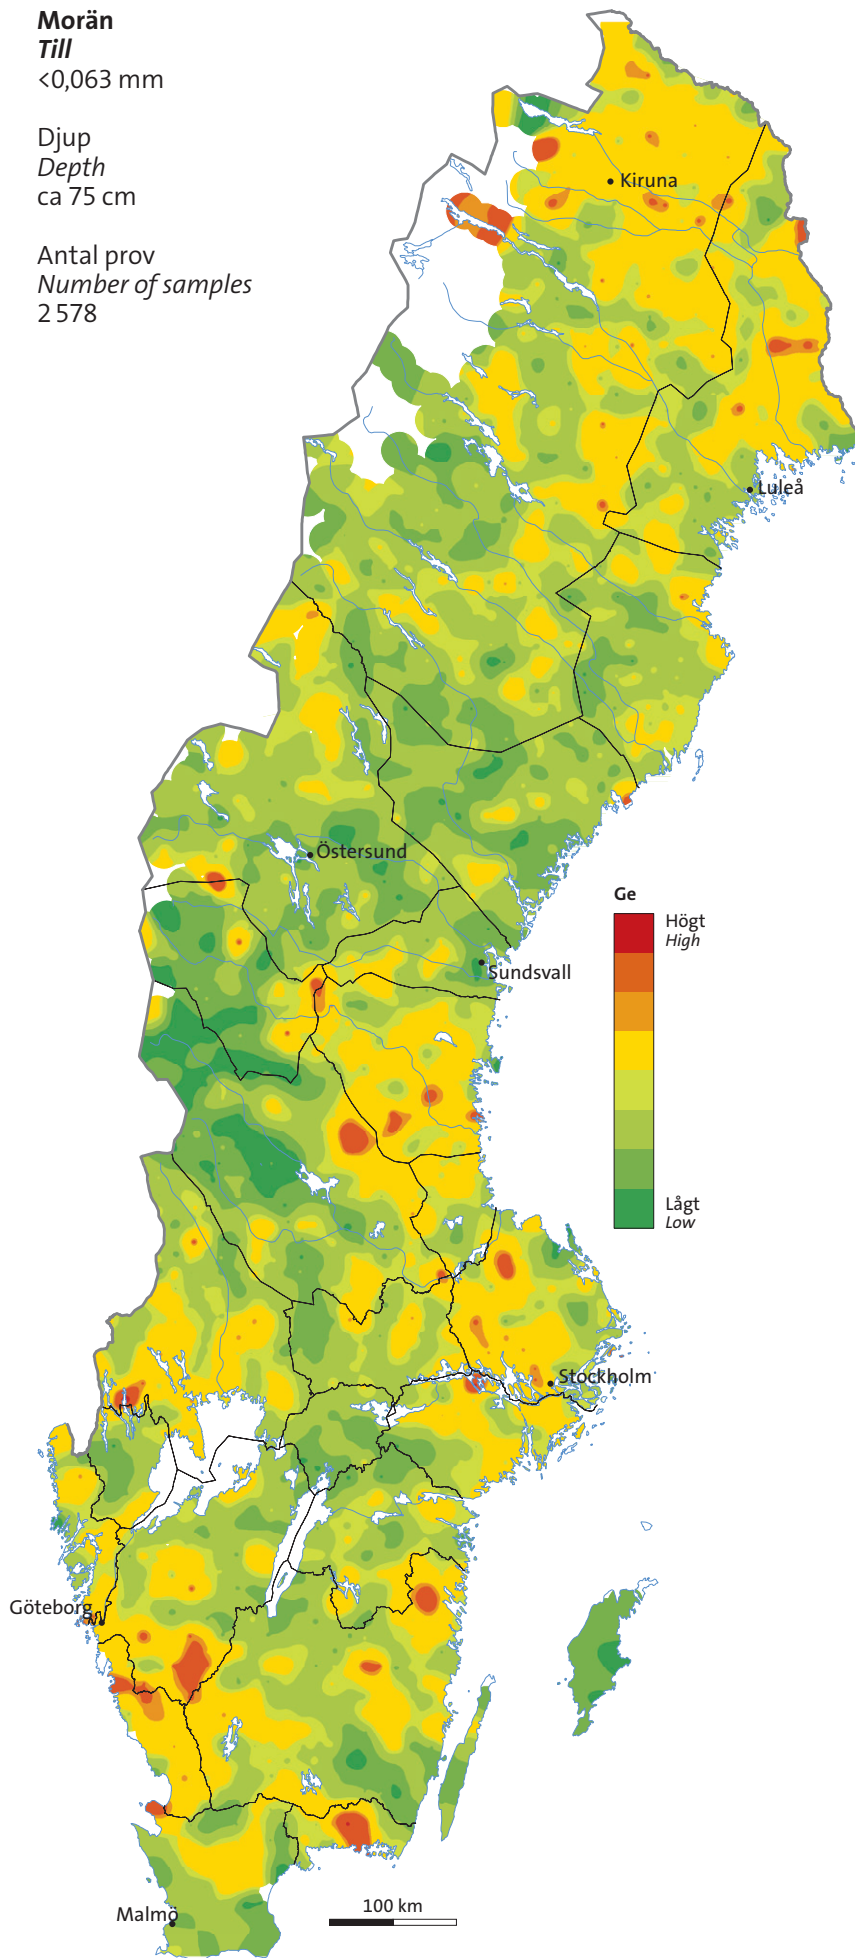 Morän
Till
<0,063 mm
Djup
Depth
ca 75 cm
Antal prov
Number of samples
2 578
Kiruna
Luleå
Östersund
Sundsvall
Ge
Högt
High
Lågt
Low
Stockholm
Göteborg
Malmö
100 km